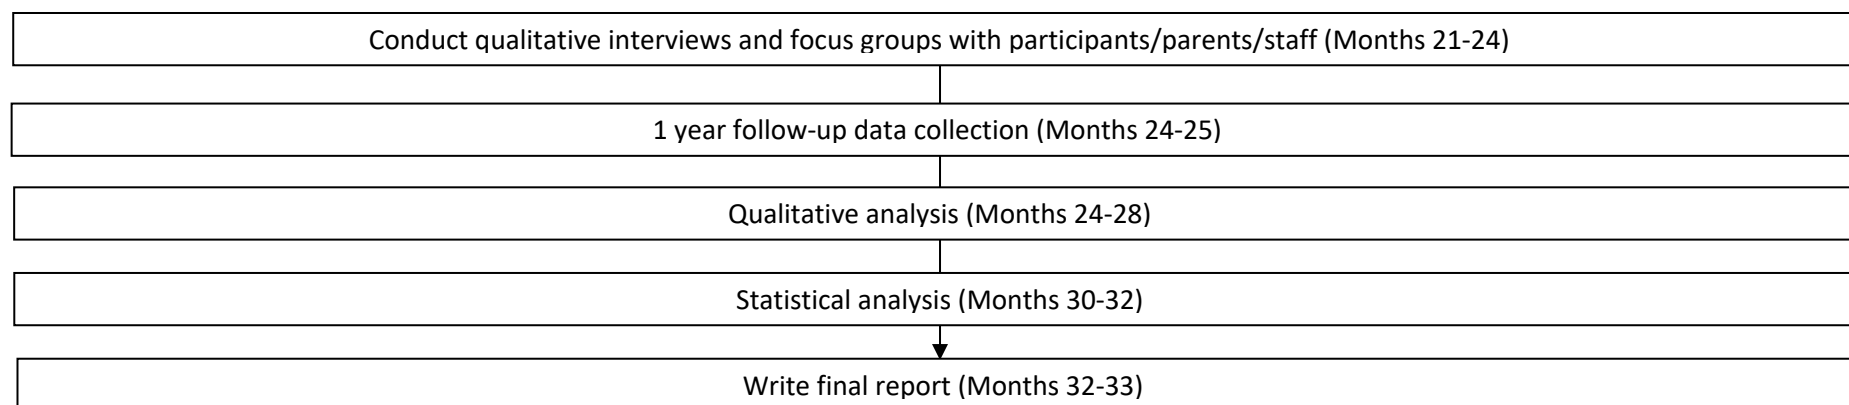 Conduct qualitative interviews and focus groups with participants/parents/staff (Months 21-24)
1 year follow-up data collection (Months 24-25)
Qualitative analysis (Months 24-28)
Statistical analysis (Months 30-32)
Write final report (Months 32-33)